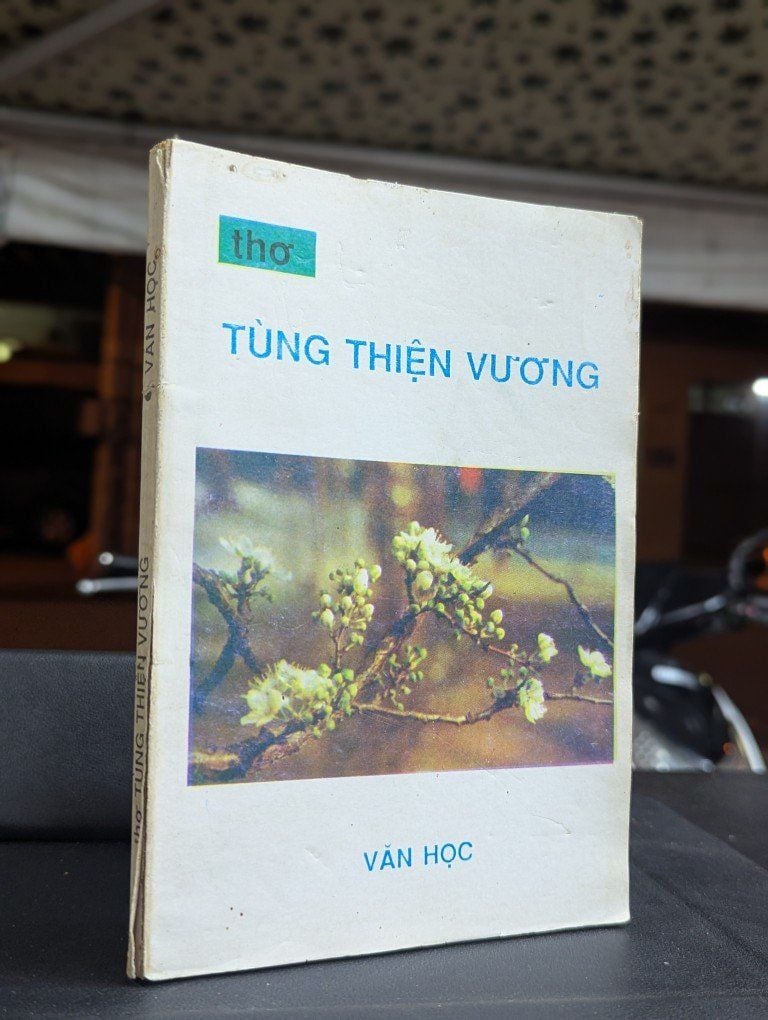 thơ
TÙNG THIỆN VƯƠNG
VĂN HỌC
thơ TÙNG THIỆN VƯƠNG
VĂN HỌC